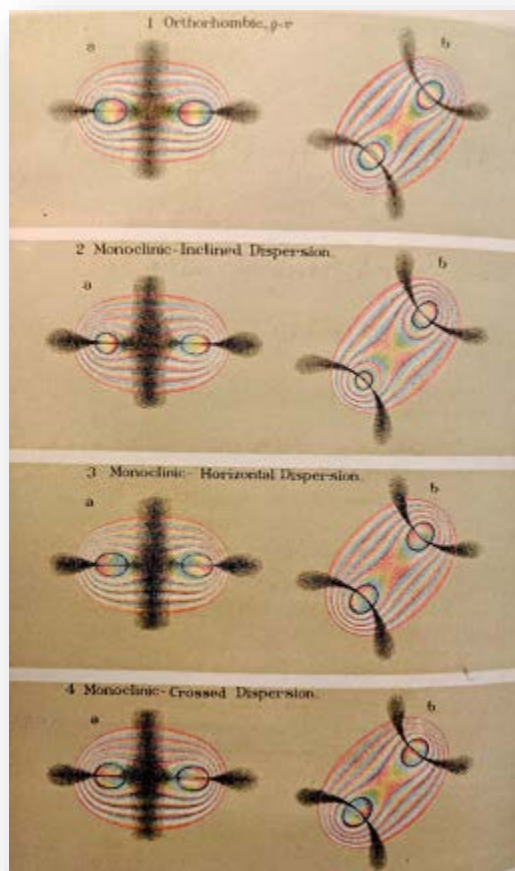 1 Orthorhombic, ρ<v
a b
2 Monoclinic-Inclined Dispersion.
a b
3 Monoclinic- Horizontal Dispersion.
a b
4 Monoclinic-Crossed Dispersion.
a b